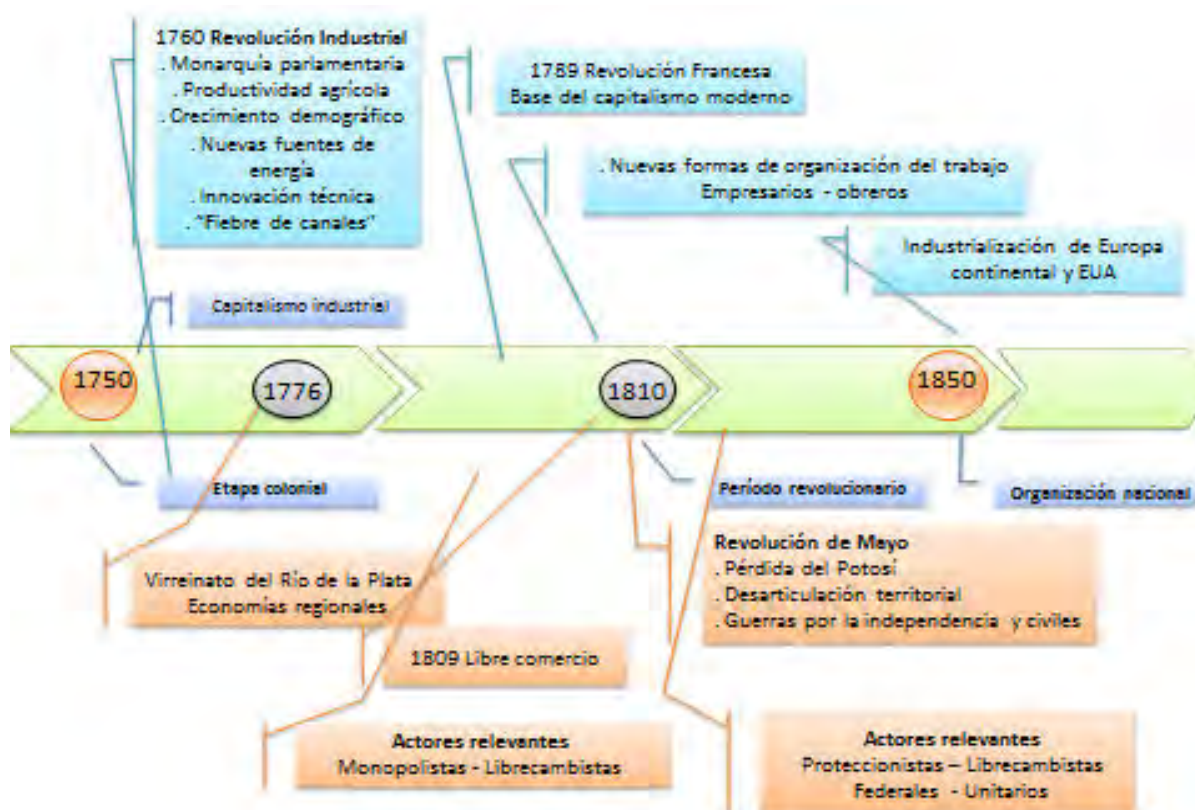 1760 Revolución Industrial
. Monarquía parlamentaria
. Productividad agrícola
. Crecimiento demográfico
. Nuevas fuentes de
energía
. Innovación técnica
. “Fiebre de canales”
1789 Revolución Francesa
Base del capitalismo moderno
. Nuevas formas de organización del trabajo
Empresarios - obreros
Industrialización de Europa
continental y EUA
Capitalismo industrial
1750
1776
1810
1850
Etapa colonial
Período revolucionario
Organización nacional
Virreinato del Río de la Plata
Economías regionales
Revolución de Mayo
. Pérdida del Potosí
. Desarticulación territorial
. Guerras por la independencia y civiles
1809 Libre comercio
Actores relevantes
Monopolistas - Librecambistas
Actores relevantes
Proteccionistas – Librecambistas
Federales - Unitarios